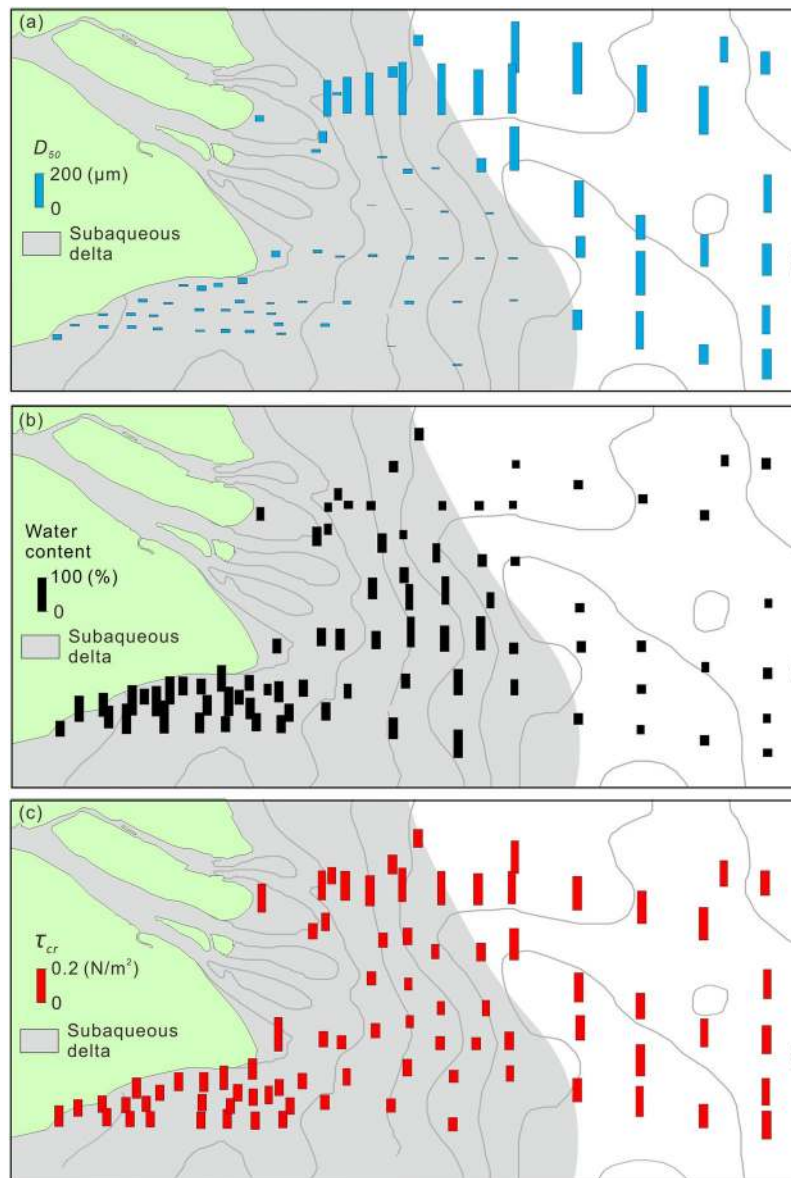 (a)
D₅₀
200 (μm)
0
Subaqueous
delta
(b)
Water
content
100 (%)
0
Subaqueous
delta
(c)
τcr
0.2 (N/m²)
0
Subaqueous
delta